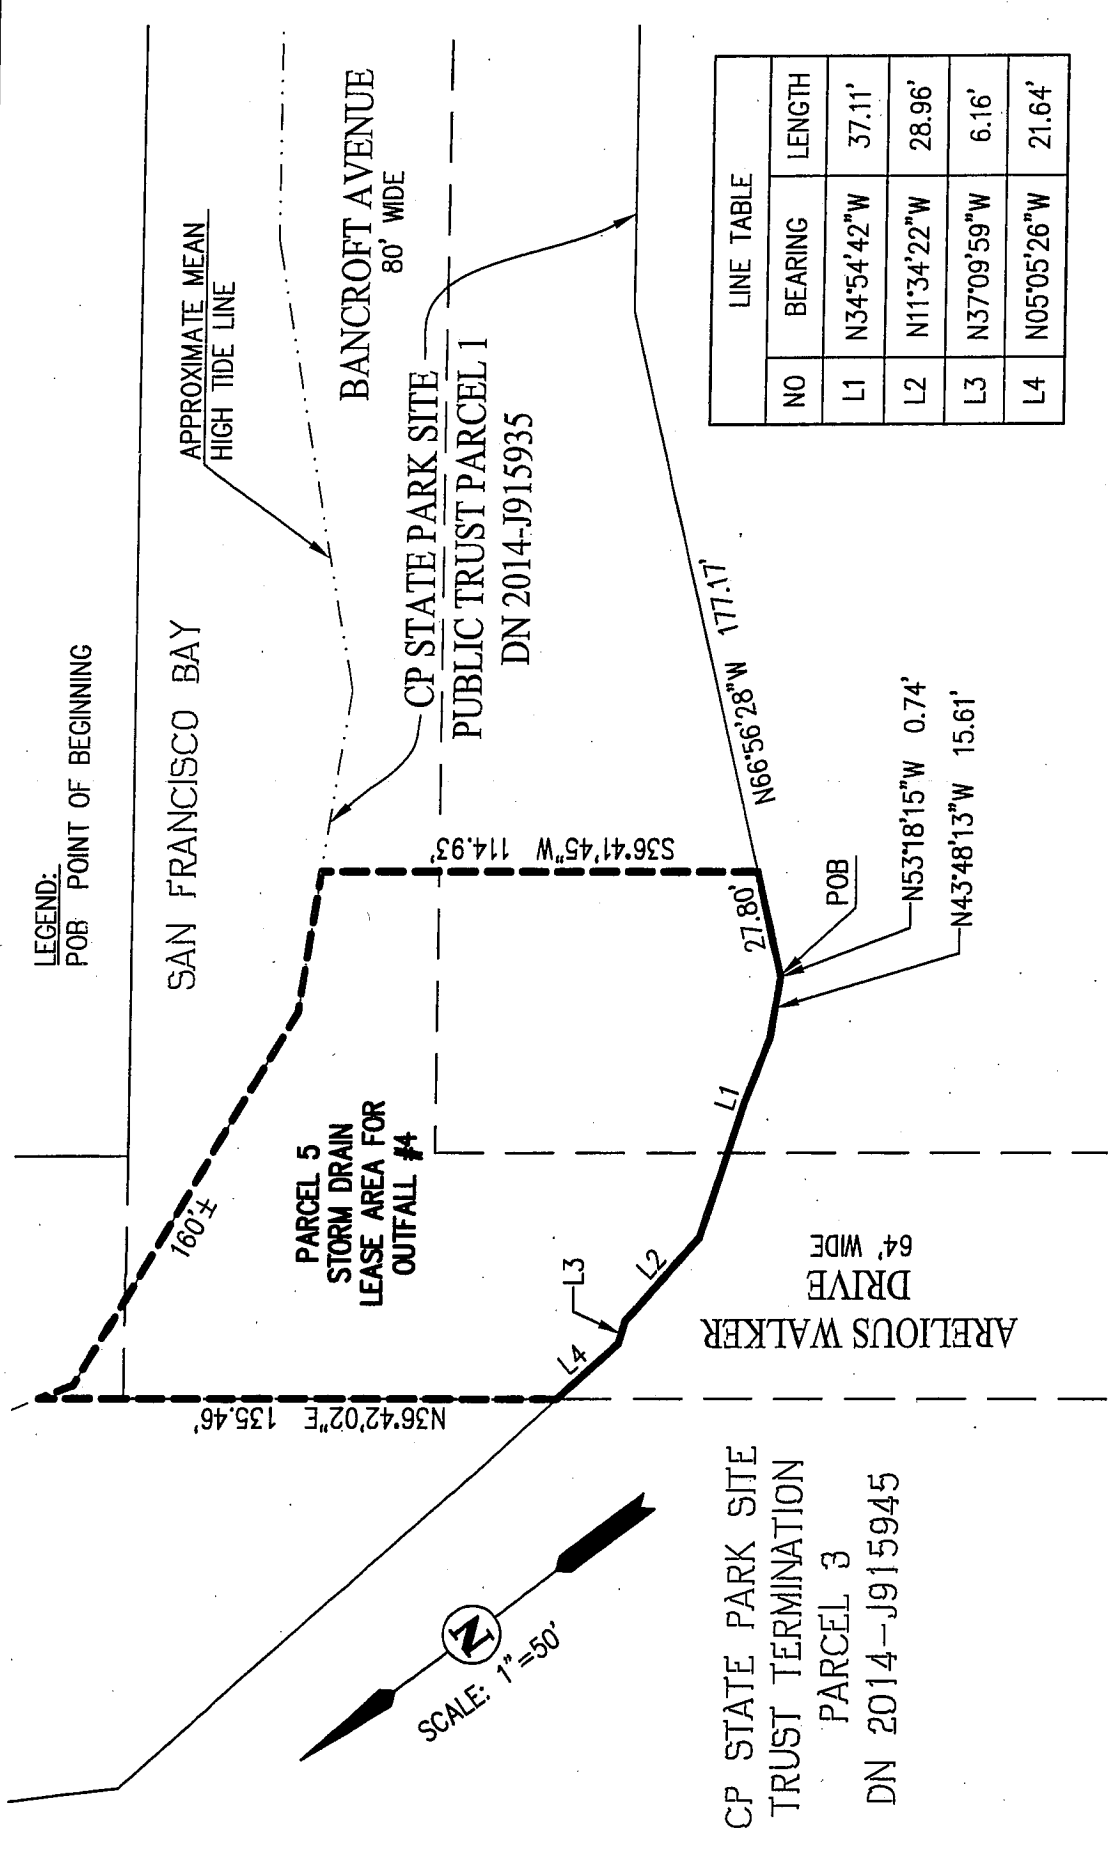 LEGEND:
POB POINT OF BEGINNING
SAN FRANCISCO BAY
APPROXIMATE MEAN
HIGH TIDE LINE
BANCROFT AVENUE
80' WIDE
CP STATE PARK SITE
PUBLIC TRUST PARCEL 1
DN 2014-J915935
160'±
PARCEL 5
STORM DRAIN
LEASE AREA FOR
OUTFALL #4
S36°41'45"W 114.93'
N36°42'02"E 135.46'
27.80'
N66°56'28"W 177.17'
POB
N53°18'15"W 0.74'
N43°48'13"W 15.61'
L1
L2
L3
L4
ARELIOUS WALKER
DRIVE
64' WIDE
N
SCALE: 1"=50'
CP STATE PARK SITE
TRUST TERMINATION
PARCEL 3
DN 2014-J915945
LINE TABLE
NO BEARING LENGTH
L1 N34°54'42"W 37.11'
L2 N11°34'22"W 28.96'
L3 N37°09'59"W 6.16'
L4 N05°05'26"W 21.64'